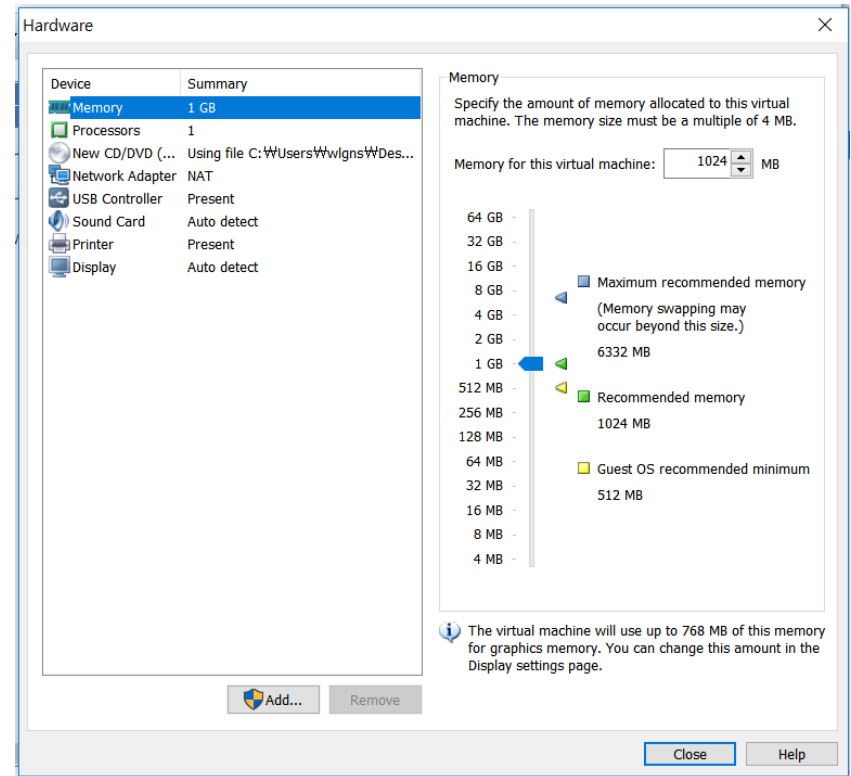 Hardware
Device Summary
Memory 1 GB
Processors 1
New CD/DVD (... Using file C:₩Users₩wlgns₩Des...
Network Adapter NAT
USB Controller Present
Sound Card Auto detect
Printer Present
Display Auto detect
Add... Remove
Memory
Specify the amount of memory allocated to this virtual
machine. The memory size must be a multiple of 4 MB.
Memory for this virtual machine: 1024 MB
64 GB
32 GB
16 GB
8 GB
4 GB
2 GB
1 GB
512 MB
256 MB
128 MB
64 MB
32 MB
16 MB
8 MB
4 MB
Maximum recommended memory
(Memory swapping may
occur beyond this size.)
6332 MB
Recommended memory
1024 MB
Guest OS recommended minimum
512 MB
The virtual machine will use up to 768 MB of this memory
for graphics memory. You can change this amount in the
Display settings page.
Close Help